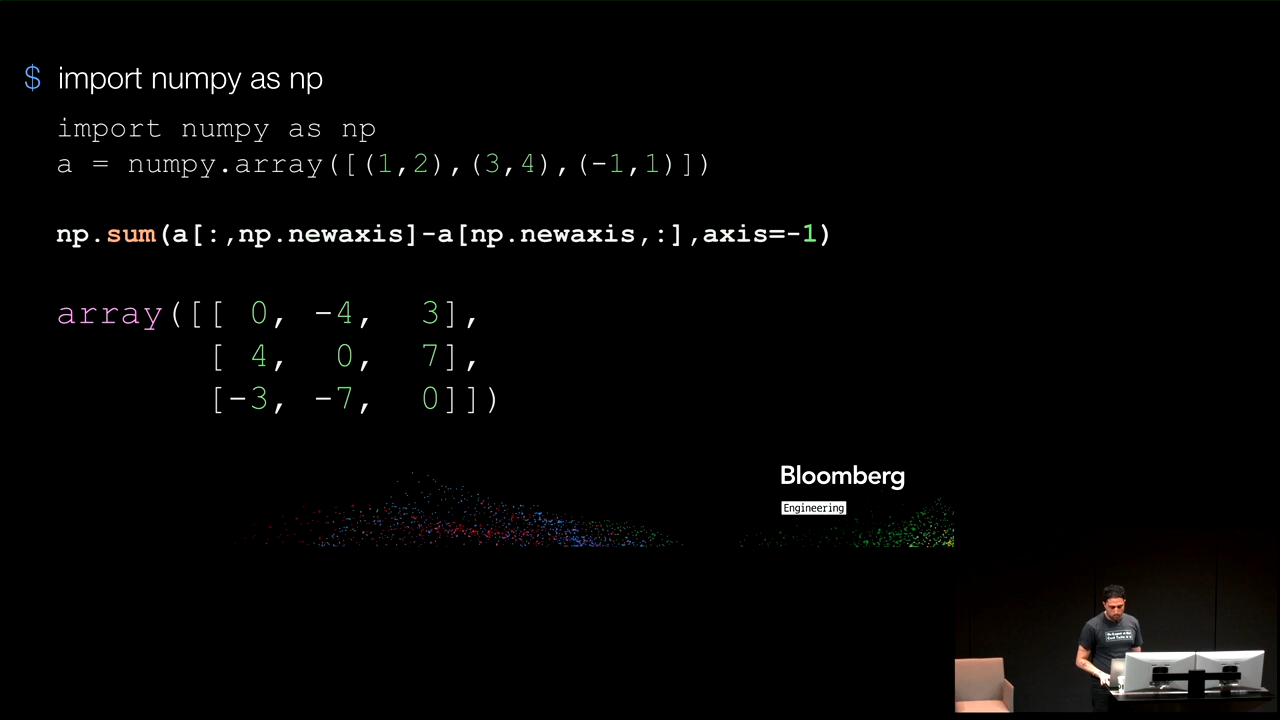 $ import numpy as np
import numpy as np
a = numpy.array([(1,2),(3,4),(-1,1)])
np.sum(a[:,np.newaxis]-a[np.newaxis,:],axis=-1)
array([[ 0, -4,  3],
[ 4,  0,  7],
[-3, -7,  0]])
Bloomberg
Engineering